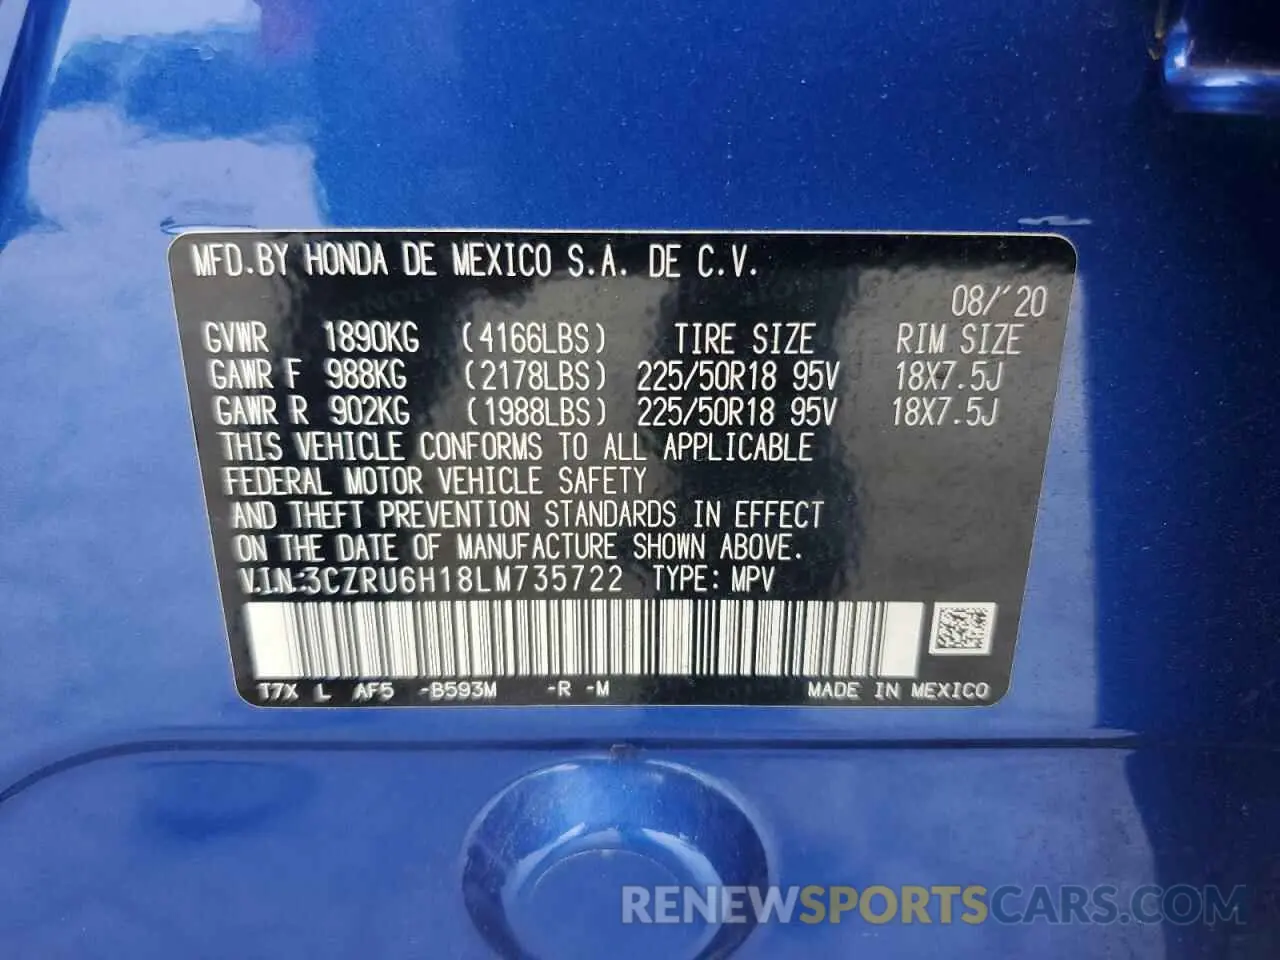 MFD.BY HONDA DE MEXICO S.A. DE C.V.
08/'20
GVWR 1890KG (4166LBS) TIRE SIZE RIM SIZE
GAWR F 988KG (2178LBS) 225/50R18 95V 18X7.5J
GAWR R 902KG (1988LBS) 225/50R18 95V 18X7.5J
THIS VEHICLE CONFORMS TO ALL APPLICABLE
FEDERAL MOTOR VEHICLE SAFETY
AND THEFT PREVENTION STANDARDS IN EFFECT
ON THE DATE OF MANUFACTURE SHOWN ABOVE.
V.I.N:3CZRU6H18LM735722 TYPE: MPV
T7X L AF5 -B593M -R -M MADE IN MEXICO
RENEWSPORTSCARS.COM